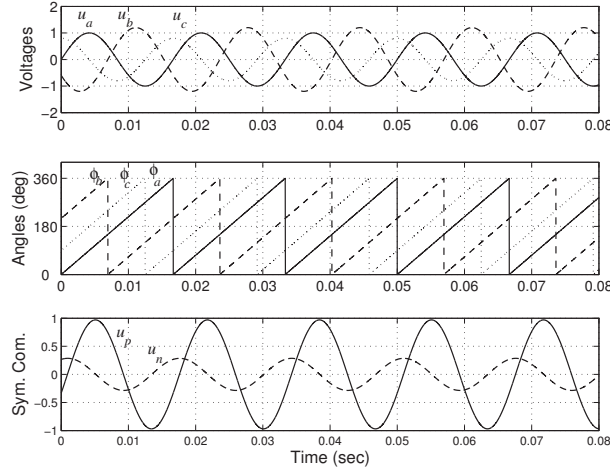 2
1
0
−1
−2
Voltages
u_a u_b u_c
0 0.01 0.02 0.03 0.04 0.05 0.06 0.07 0.08
360
180
0
Angles (deg)
ϕ_b ϕ_c ϕ_a
0 0.01 0.02 0.03 0.04 0.05 0.06 0.07 0.08
1
0.5
0
−0.5
−1
Sym. Com.
u_p
u_n
0 0.01 0.02 0.03 0.04 0.05 0.06 0.07 0.08
Time (sec)